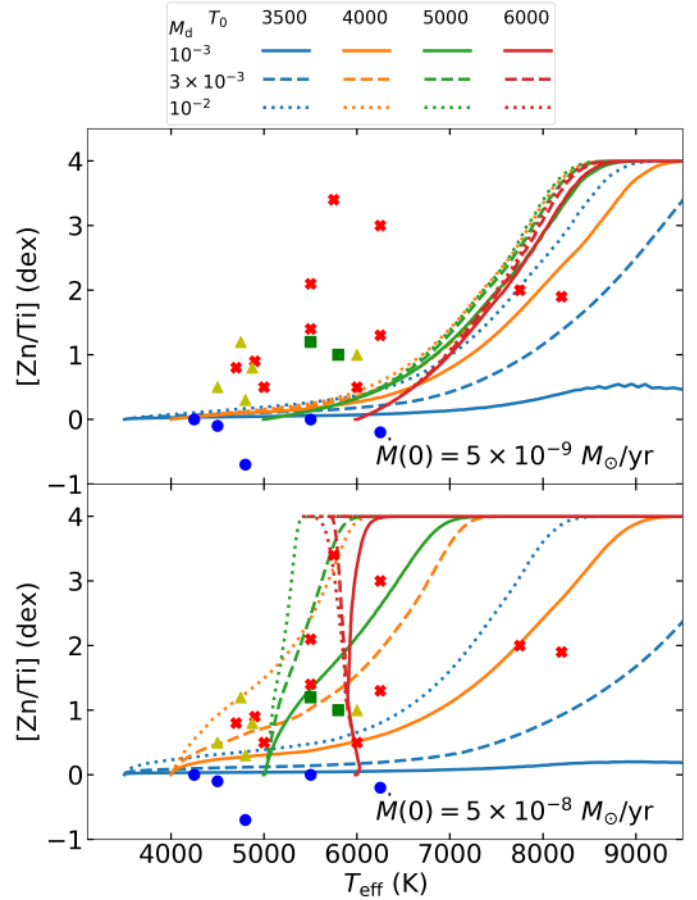 M_d T_0 3500 4000 5000 6000
10^{-3}
3 × 10^{-3}
10^{-2}
[Zn/Ti] (dex)
4
3
2
1
0
−1
Ṁ(0) = 5 × 10^{-9} M_⊙/yr
[Zn/Ti] (dex)
4
3
2
1
0
−1
Ṁ(0) = 5 × 10^{-8} M_⊙/yr
4000 5000 6000 7000 8000 9000
T_eff (K)